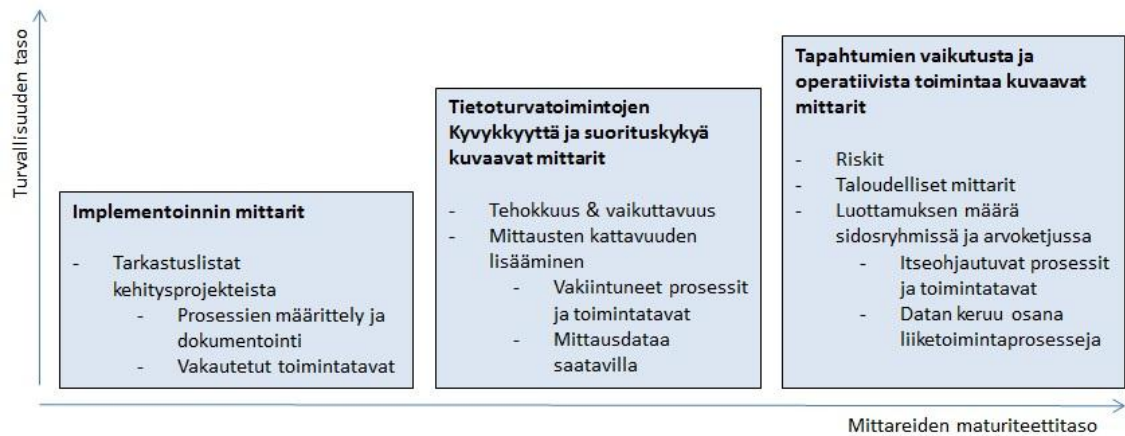 Turvallisuuden taso
Implementoinnin mittarit
- Tarkastuslistat
kehitysprojekteista
- Prosessien määrittely ja
dokumentointi
- Vakautetut toimintatavat
Tietoturvatoimintojen
Kyvykkyyttä ja suorituskykyä
kuvaavat mittarit
- Tehokkuus & vaikuttavuus
- Mittausten kattavuuden
lisääminen
- Vakiintuneet prosessit
ja toimintatavat
- Mittausdataa
saatavilla
Tapahtumien vaikutusta ja
operatiivista toimintaa kuvaavat
mittarit
- Riskit
- Taloudelliset mittarit
- Luottamuksen määrä
sidosryhmissä ja arvoketjussa
- Itseohjautuvat prosessit
ja toimintatavat
- Datan keruu osana
liiketoimintaprosesseja
Mittareiden maturiteettitaso